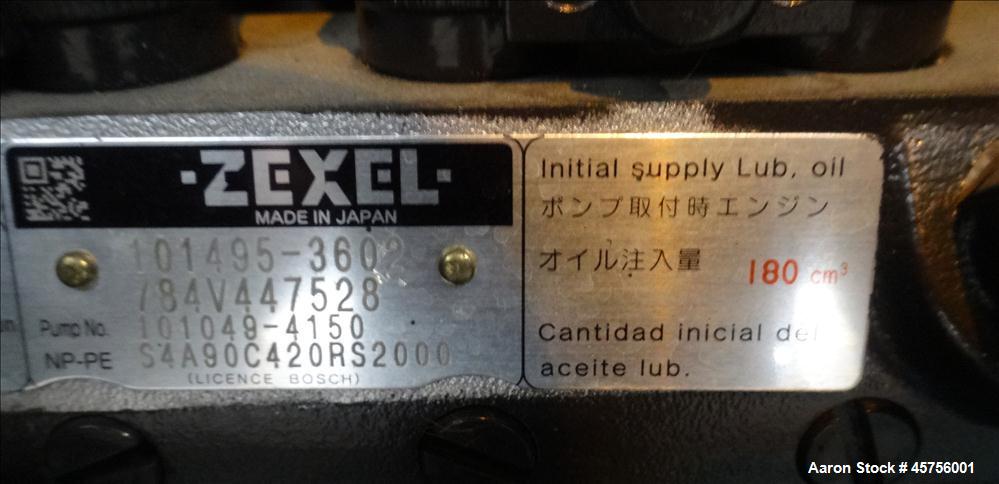 ·ZEXEL·
MADE IN JAPAN
101495-3602
784V447528
Pump No. 101049-4150
NP-PE S4A90C420RS2000
(LICENCE BOSCH)
Initial supply Lub. oil
ポンプ取付時エンジン
オイル注入量 180 cm³
Cantidad inicial del
aceite lub.
Aaron Stock # 45756001